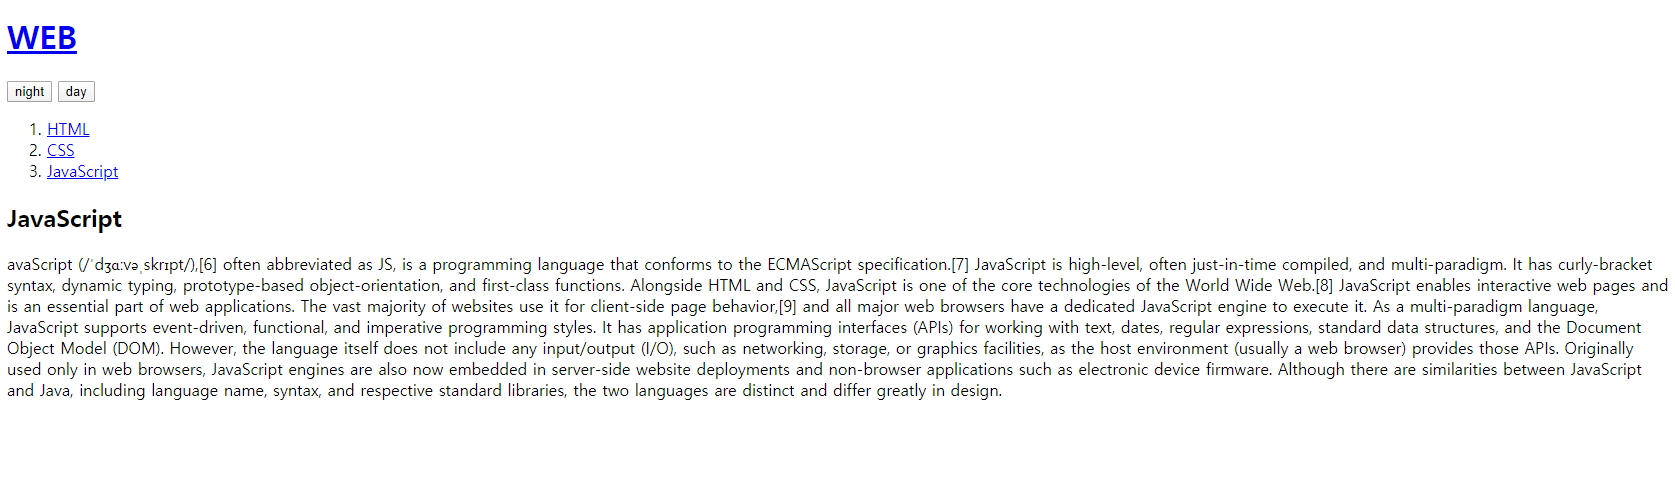 WEB
night day
1. HTML
2. CSS
3. JavaScript
JavaScript
avaScript (/ˈdʒɑːvəˌskrɪpt/),[6] often abbreviated as JS, is a programming language that conforms to the ECMAScript specification.[7] JavaScript is high-level, often just-in-time compiled, and multi-paradigm. It has curly-bracket
syntax, dynamic typing, prototype-based object-orientation, and first-class functions. Alongside HTML and CSS, JavaScript is one of the core technologies of the World Wide Web.[8] JavaScript enables interactive web pages and
is an essential part of web applications. The vast majority of websites use it for client-side page behavior,[9] and all major web browsers have a dedicated JavaScript engine to execute it. As a multi-paradigm language,
JavaScript supports event-driven, functional, and imperative programming styles. It has application programming interfaces (APIs) for working with text, dates, regular expressions, standard data structures, and the Document
Object Model (DOM). However, the language itself does not include any input/output (I/O), such as networking, storage, or graphics facilities, as the host environment (usually a web browser) provides those APIs. Originally
used only in web browsers, JavaScript engines are also now embedded in server-side website deployments and non-browser applications such as electronic device firmware. Although there are similarities between JavaScript
and Java, including language name, syntax, and respective standard libraries, the two languages are distinct and differ greatly in design.